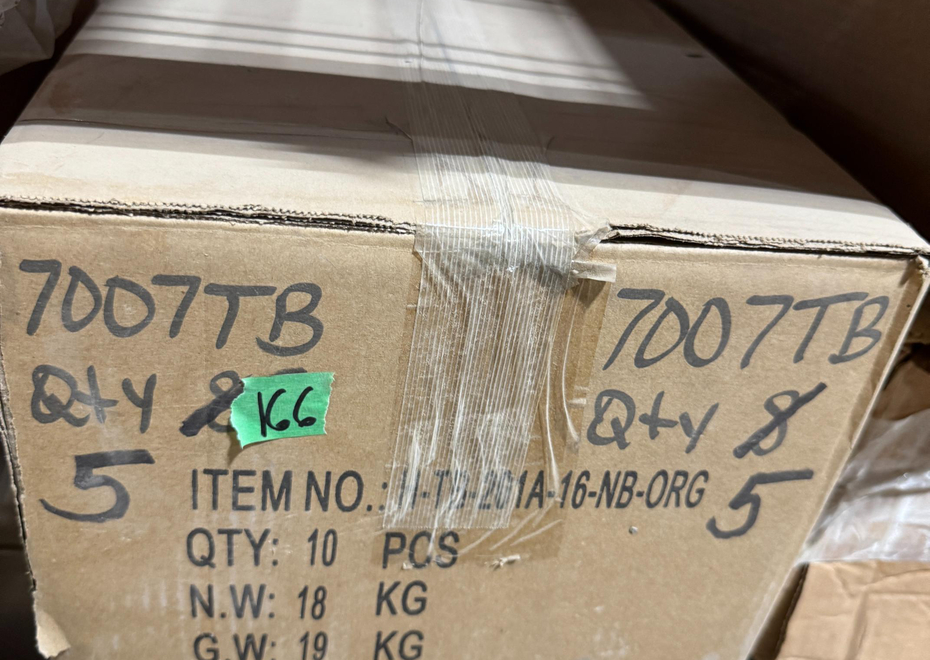 7007TB
Qty 8
5
166
7007TB
Qty 8
5
ITEM NO.: -16-NB-ORG
QTY: 10 PCS
N.W: 18 KG
G.W: 19 KG